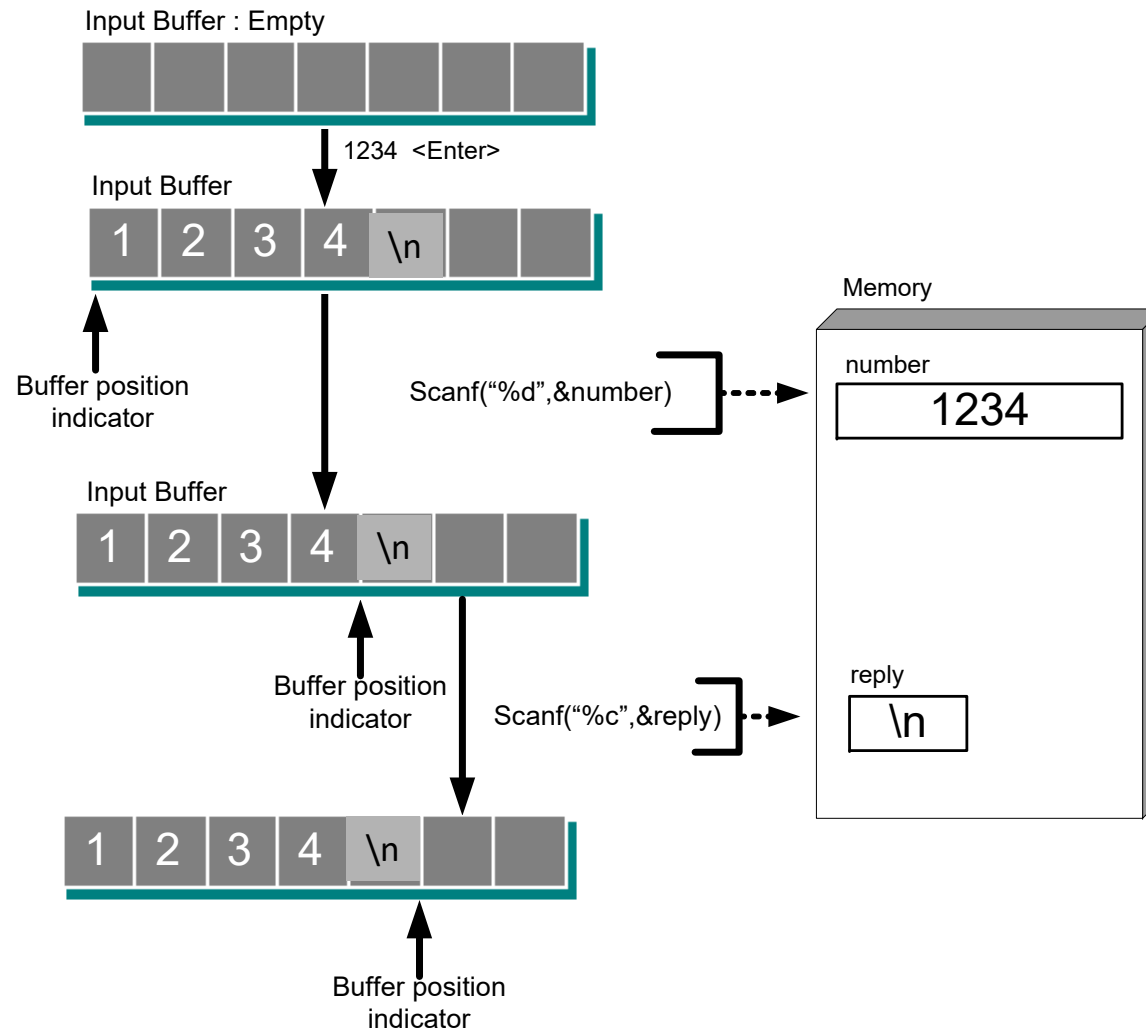 Input Buffer : Empty
1234 <Enter>
Input Buffer
1 2 3 4 \n
Buffer position
indicator
Memory
Scanf(“%d”,&number)
number
1234
Input Buffer
1 2 3 4 \n
Buffer position
indicator
Scanf(“%c”,&reply)
reply
\n
1 2 3 4 \n
Buffer position
indicator